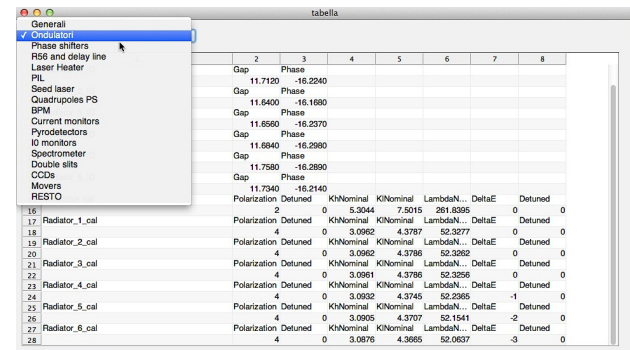 tabella
Generali
✓ Ondulatori
Phase shifters
R56 and delay line
Laser Heater
PIL
Seed laser
Quadrupoles PS
BPM
Current monitors
Pyrodetectors
I0 monitors
Spectrometer
Double slits
CCDs
Movers
RESTO
2 3 4 5 6 7 8
Gap Phase
11.7120 -16.2240
Gap Phase
11.6400 -16.1680
Gap Phase
11.6560 -16.2370
Gap Phase
11.6840 -16.2980
Gap Phase
11.7580 -16.2890
Gap Phase
11.7340 -16.2140
Polarization Detuned KhNominal KlNominal LambdaN... DeltaE Detuned
16 2 0 5.3044 7.5015 261.8395 0 0
17 Radiator_1_cal Polarization Detuned KhNominal KlNominal LambdaN... DeltaE Detuned
18 4 0 3.0962 4.3787 52.3277 0 0
19 Radiator_2_cal Polarization Detuned KhNominal KlNominal LambdaN... DeltaE Detuned
20 4 0 3.0962 4.3786 52.3262 0 0
21 Radiator_3_cal Polarization Detuned KhNominal KlNominal LambdaN... DeltaE Detuned
22 4 0 3.0961 4.3786 52.3256 0 0
23 Radiator_4_cal Polarization Detuned KhNominal KlNominal LambdaN... DeltaE Detuned
24 4 0 3.0932 4.3745 52.2365 -1 0
25 Radiator_5_cal Polarization Detuned KhNominal KlNominal LambdaN... DeltaE Detuned
26 4 0 3.0905 4.3707 52.1541 -2 0
27 Radiator_6_cal Polarization Detuned KhNominal KlNominal LambdaN... DeltaE Detuned
28 4 0 3.0876 4.3665 52.0637 -3 0